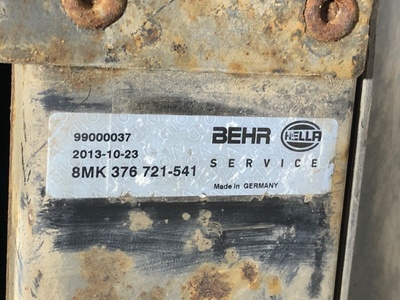 99000037
2013-10-23
8MK 376 721-541
BEHR HELLA
SERVICE
Made in GERMANY